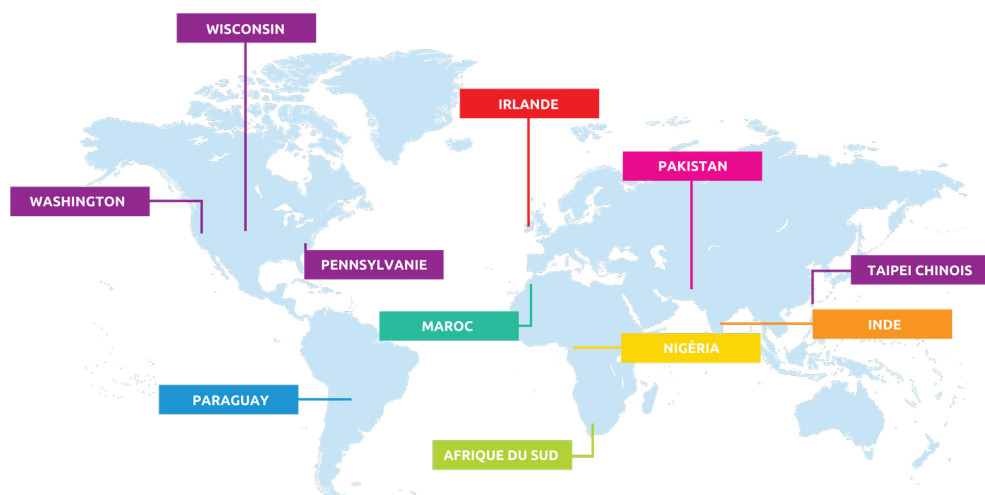 WISCONSIN
IRLANDE
PAKISTAN
WASHINGTON
PENNSYLVANIE
TAIPEI CHINOIS
MAROC
INDE
NIGÉRIA
PARAGUAY
AFRIQUE DU SUD